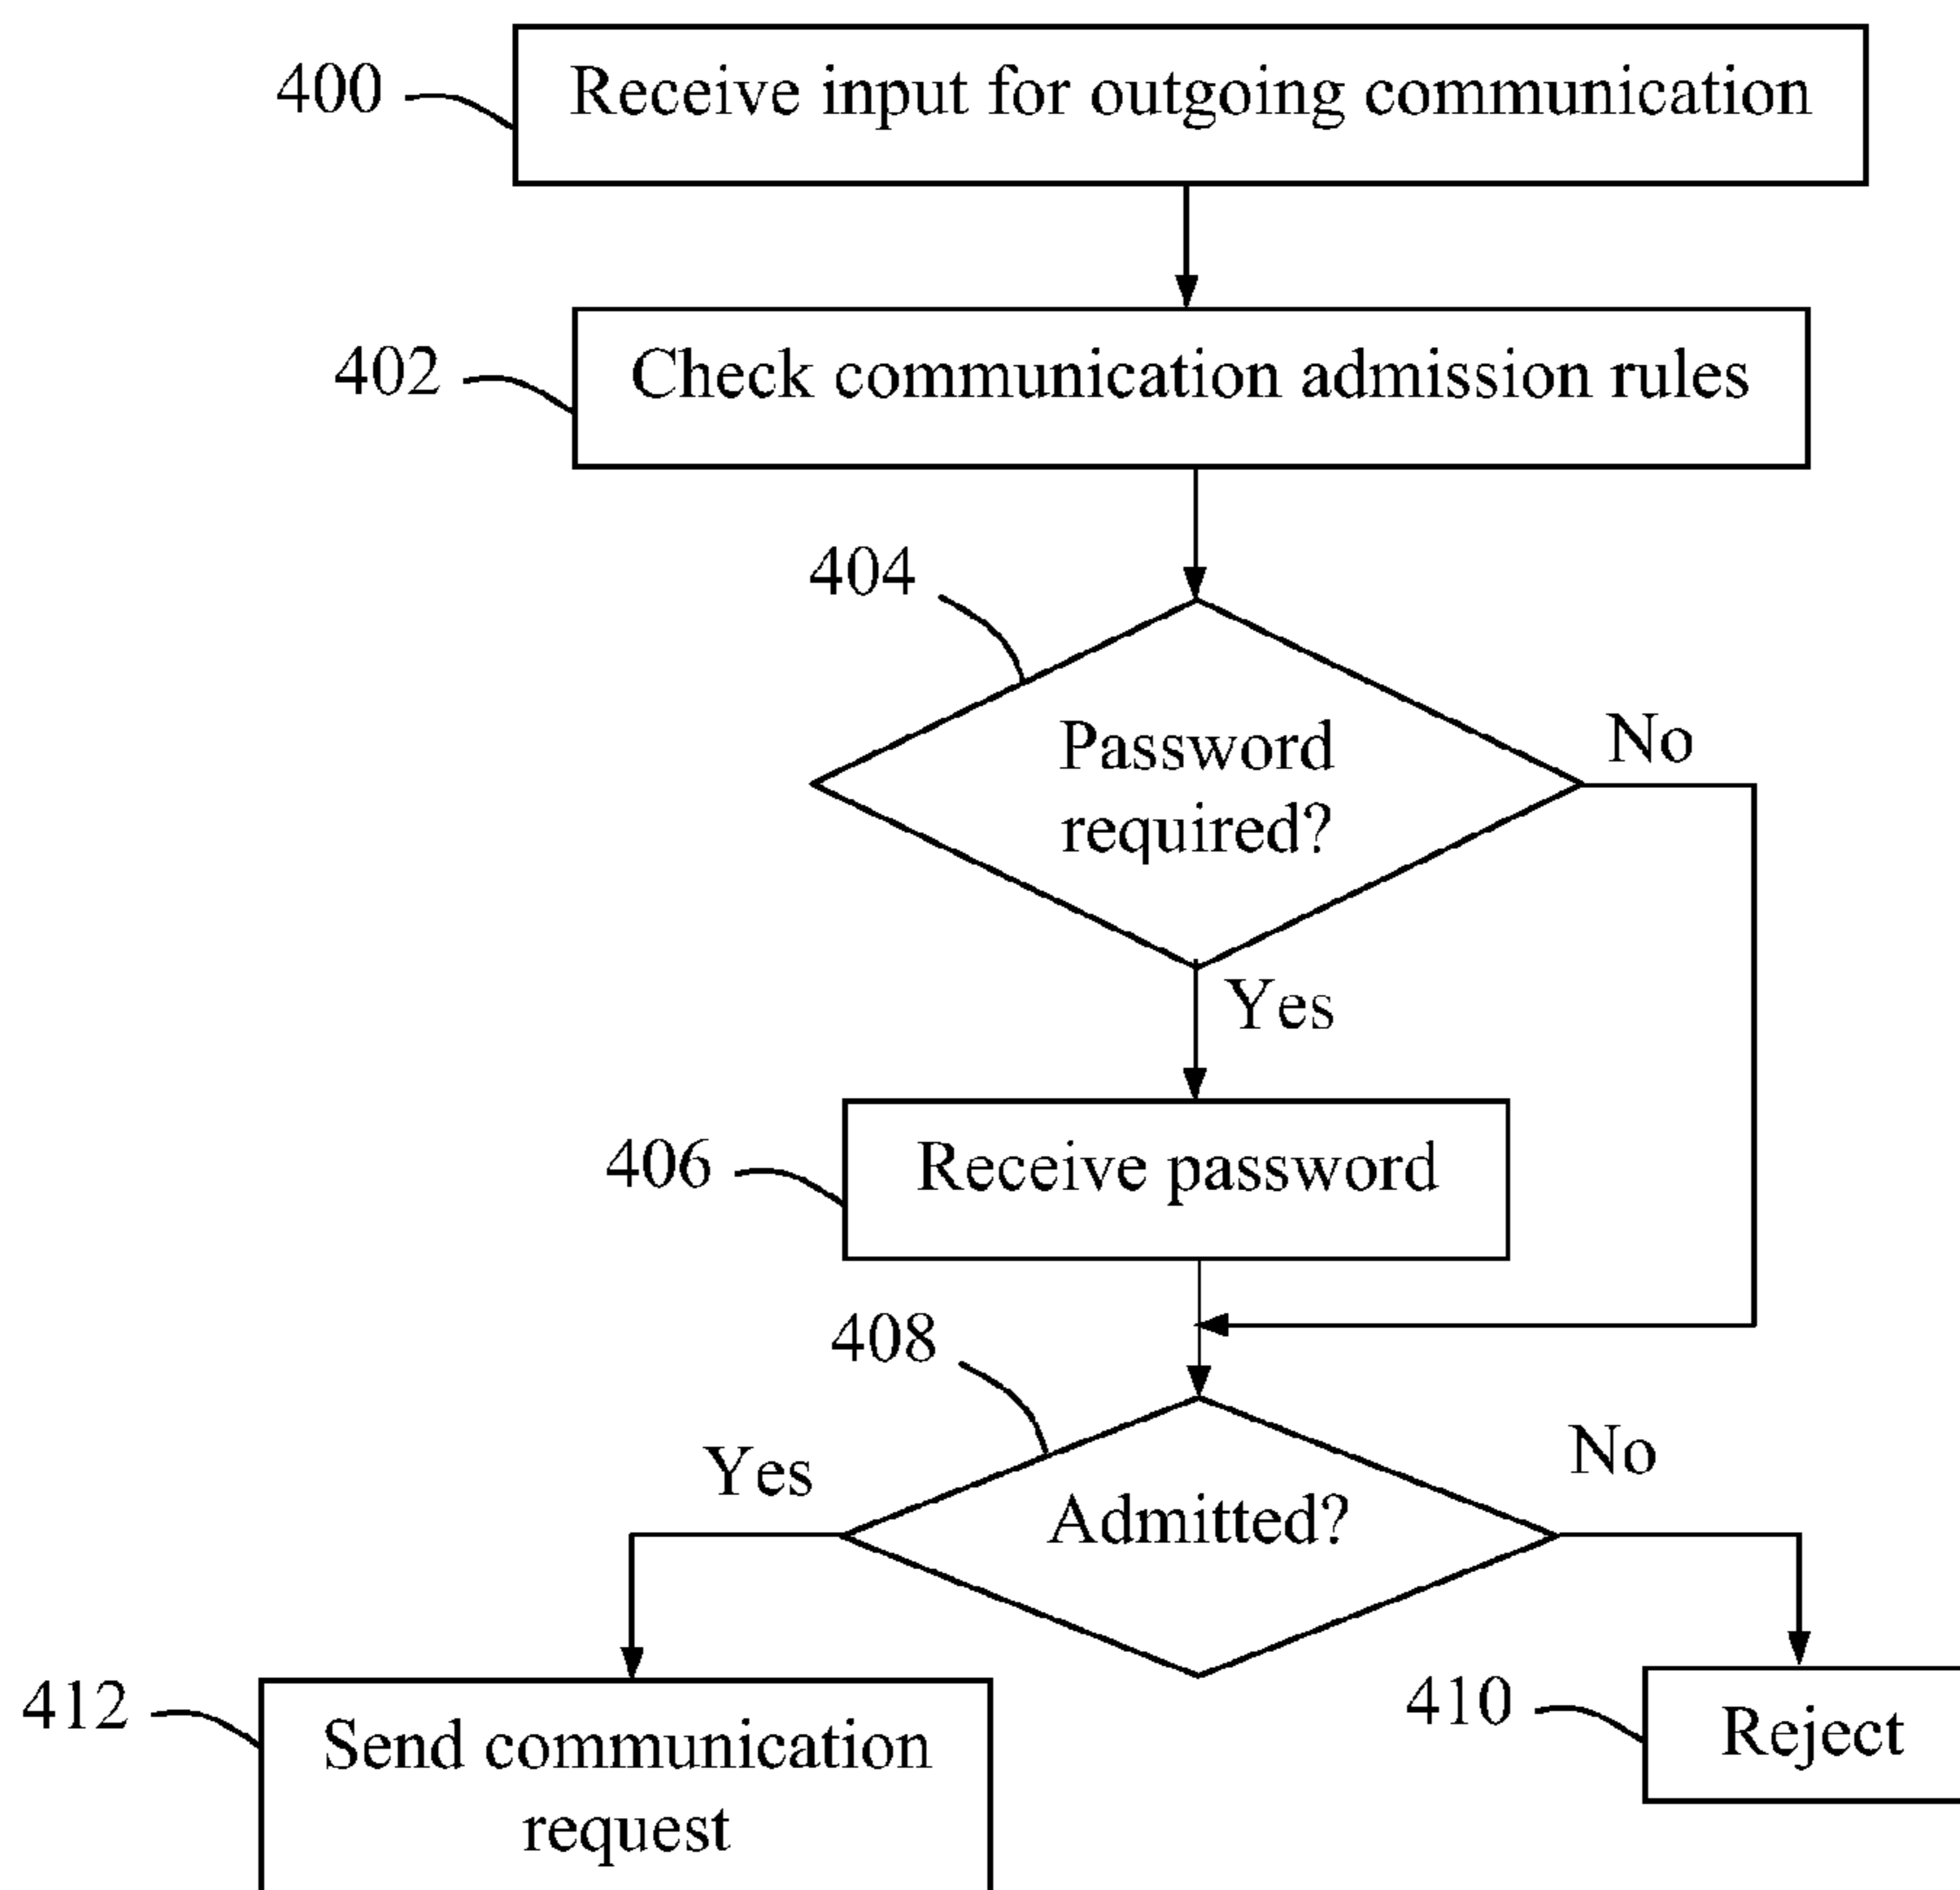 400
Receive input for outgoing communication
402
Check communication admission rules
404
Password
required?
No
Yes
406
Receive password
408
Yes
Admitted?
No
412
Send communication
request
410
Reject